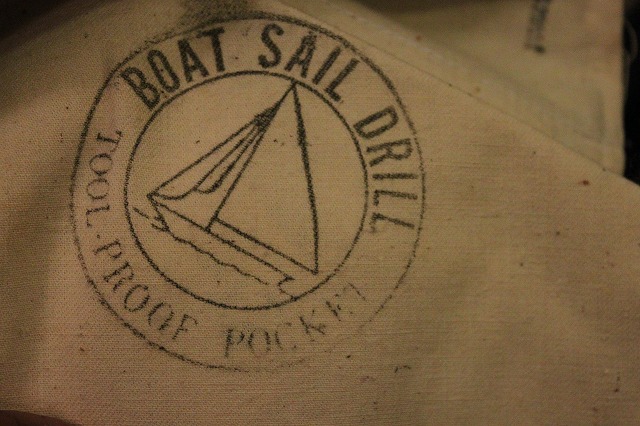 BOAT SAIL DRILL
TOOL-PROOF POCKET